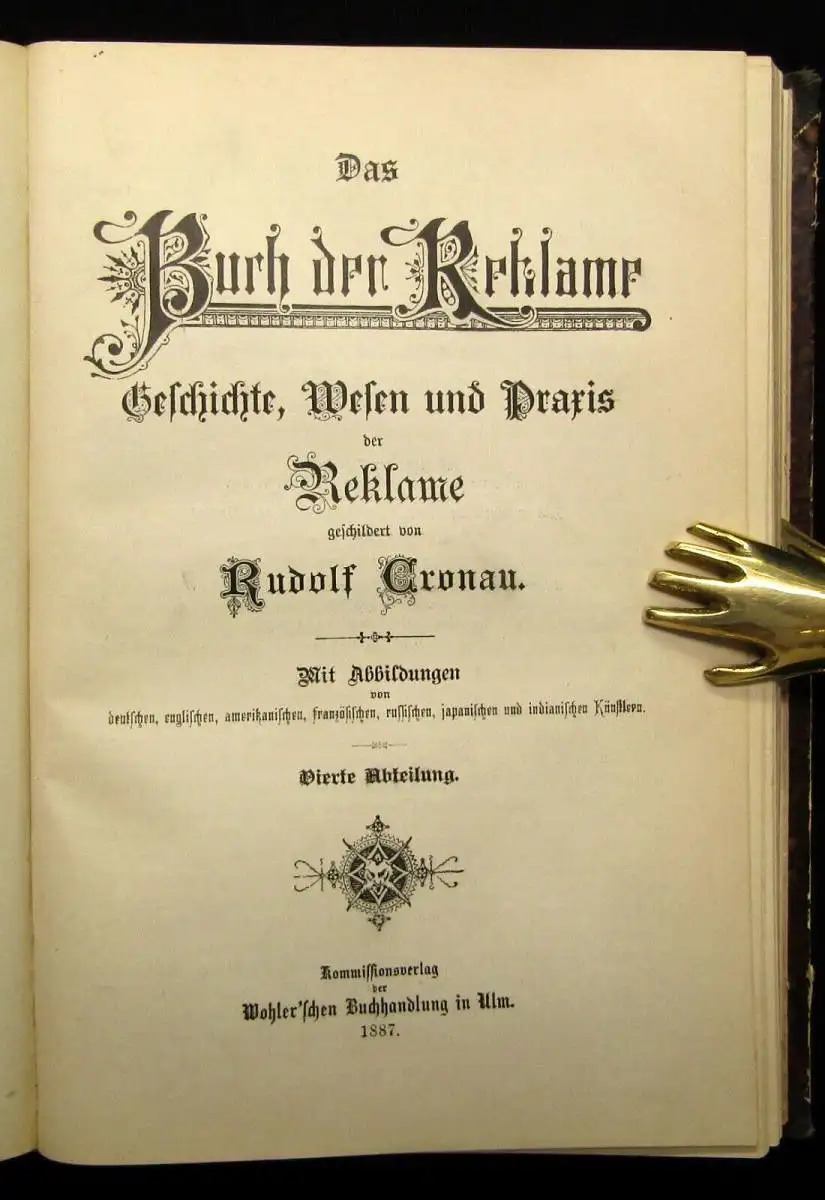 Das
Buch der Reklame
Geschichte, Wesen und Praxis
der
Reklame
geschildert von
Rudolf Cronau.
Mit Abbildungen
von
deutschen, englischen, amerikanischen, französischen, russischen, japanischen und indianischen Künstlern.
Vierte Abteilung.
Kommissionsverlag
der
Wohler'schen Buchhandlung in Ulm.
1887.